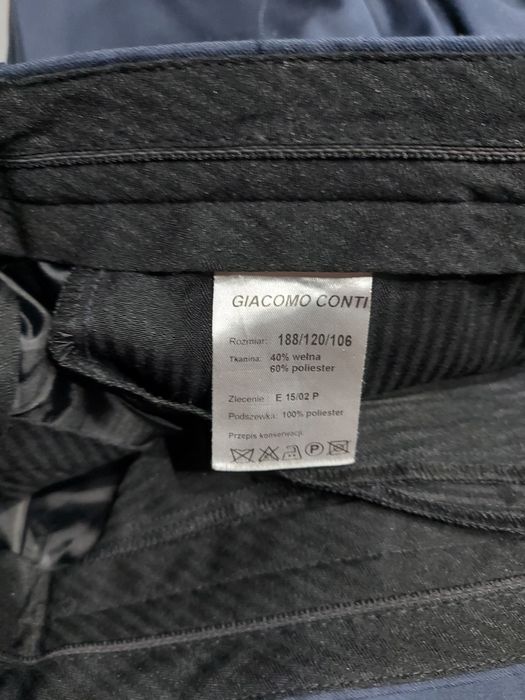 GIACOMO CONTI
Rozmiar: 188/120/106
Tkanina: 40% wełna
60% poliester
Zlecenie: E 15/02 P
Podszewka: 100% poliester
Przepis konserwacji:
P